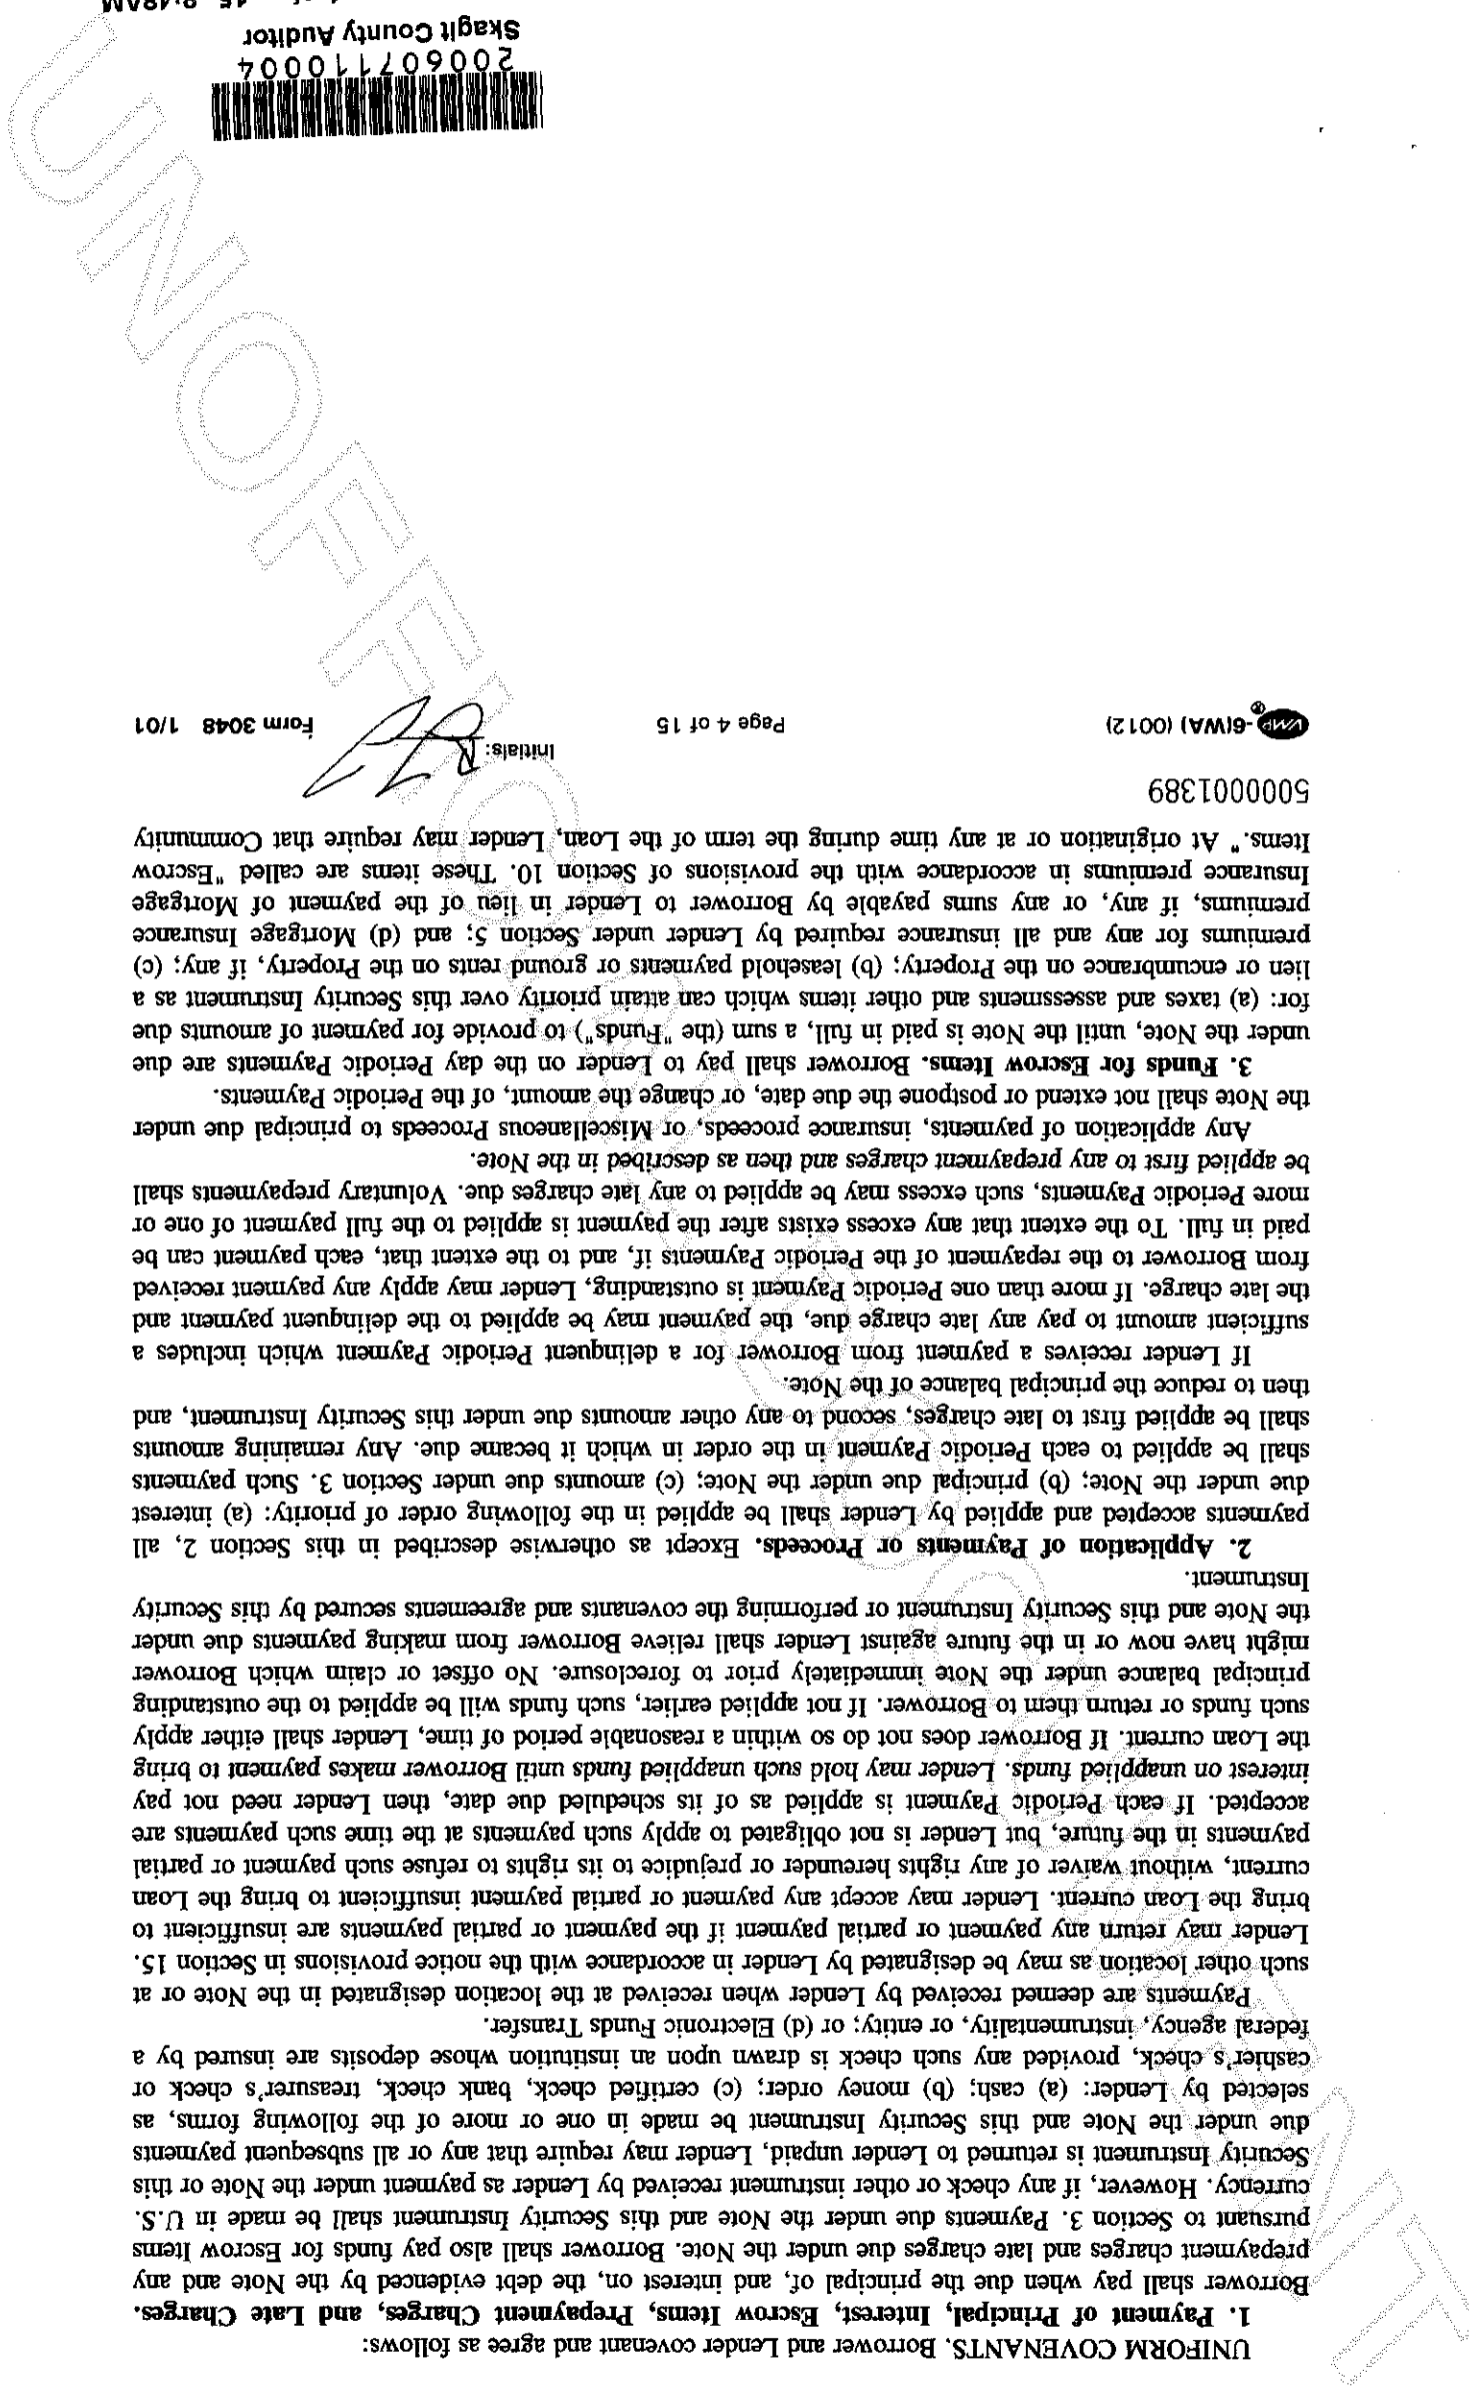 UNIFORM COVENANTS. Borrower and Lender covenant and agree as follows:
1. Payment of Principal, Interest, Escrow Items, Prepayment Charges, and Late Charges.
Borrower shall pay when due the principal of, and interest on, the debt evidenced by the Note and any
prepayment charges and late charges due under the Note. Borrower shall also pay funds for Escrow Items
pursuant to Section 3. Payments due under the Note and this Security Instrument shall be made in U.S.
currency. However, if any check or other instrument received by Lender as payment under the Note or this
Security Instrument is returned to Lender unpaid, Lender may require that any or all subsequent payments
due under the Note and this Security Instrument be made in one or more of the following forms, as
selected by Lender: (a) cash; (b) money order; (c) certified check, bank check, treasurer's check or
cashier's check, provided any such check is drawn upon an institution whose deposits are insured by a
federal agency, instrumentality, or entity; or (d) Electronic Funds Transfer.
Payments are deemed received by Lender when received at the location designated in the Note or at
such other location as may be designated by Lender in accordance with the notice provisions in Section 15.
Lender may return any payment or partial payment if the payment or partial payments are insufficient to
bring the Loan current. Lender may accept any payment or partial payment insufficient to bring the Loan
current, without waiver of any rights hereunder or prejudice to its rights to refuse such payment or partial
payments in the future, but Lender is not obligated to apply such payments at the time such payments are
accepted. If each Periodic Payment is applied as of its scheduled due date, then Lender need not pay
interest on unapplied funds. Lender may hold such unapplied funds until Borrower makes payment to bring
the Loan current. If Borrower does not do so within a reasonable period of time, Lender shall either apply
such funds or return them to Borrower. If not applied earlier, such funds will be applied to the outstanding
principal balance under the Note immediately prior to foreclosure. No offset or claim which Borrower
might have now or in the future against Lender shall relieve Borrower from making payments due under
the Note and this Security Instrument or performing the covenants and agreements secured by this Security
Instrument.
2. Application of Payments or Proceeds. Except as otherwise described in this Section 2, all
payments accepted and applied by Lender shall be applied in the following order of priority: (a) interest
due under the Note; (b) principal due under the Note; (c) amounts due under Section 3. Such payments
shall be applied to each Periodic Payment in the order in which it became due. Any remaining amounts
shall be applied first to late charges, second to any other amounts due under this Security Instrument, and
then to reduce the principal balance of the Note.
If Lender receives a payment from Borrower for a delinquent Periodic Payment which includes a
sufficient amount to pay any late charge due, the payment may be applied to the delinquent payment and
the late charge. If more than one Periodic Payment is outstanding, Lender may apply any payment received
from Borrower to the repayment of the Periodic Payments if, and to the extent that, each payment can be
paid in full. To the extent that any excess exists after the payment is applied to the full payment of one or
more Periodic Payments, such excess may be applied to any late charges due. Voluntary prepayments shall
be applied first to any prepayment charges and then as described in the Note.
Any application of payments, insurance proceeds, or Miscellaneous Proceeds to principal due under
the Note shall not extend or postpone the due date, or change the amount, of the Periodic Payments.
3. Funds for Escrow Items. Borrower shall pay to Lender on the day Periodic Payments are due
under the Note, until the Note is paid in full, a sum (the "Funds") to provide for payment of amounts due
for: (a) taxes and assessments and other items which can attain priority over this Security Instrument as a
lien or encumbrance on the Property; (b) leasehold payments or ground rents on the Property, if any; (c)
premiums for any and all insurance required by Lender under Section 5; and (d) Mortgage Insurance
premiums, if any, or any sums payable by Borrower to Lender in lieu of the payment of Mortgage
Insurance premiums in accordance with the provisions of Section 10. These items are called "Escrow
Items." At origination or at any time during the term of the Loan, Lender may require that Community
5000001389
VMP®-6(WA) (0012) Page 4 of 15 Initials: Form 3048 1/01
200607110004
Skagit County Auditor
UNOFFICIAL DOCUMENT